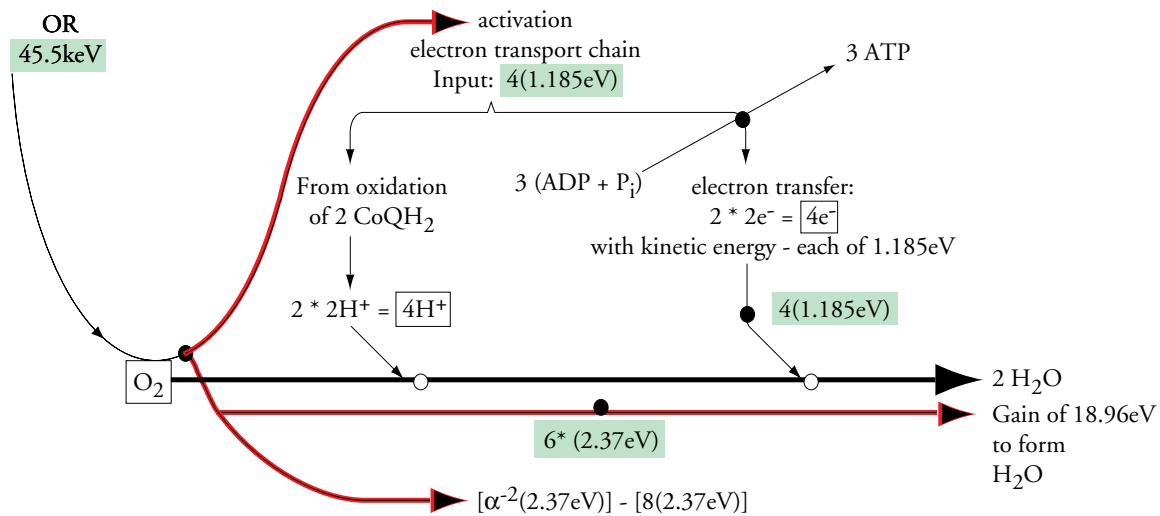 OR
45.5keV
activation
electron transport chain
Input: 4(1.185eV)
3 ATP
3 (ADP + Pi)
From oxidation
of 2 CoQH2
electron transfer:
2 * 2e- = 4e-
with kinetic energy - each of 1.185eV
2 * 2H+ = 4H+
4(1.185eV)
O2
2 H2O
Gain of 18.96eV
to form
H2O
6* (2.37eV)
[α-2(2.37eV)] - [8(2.37eV)]